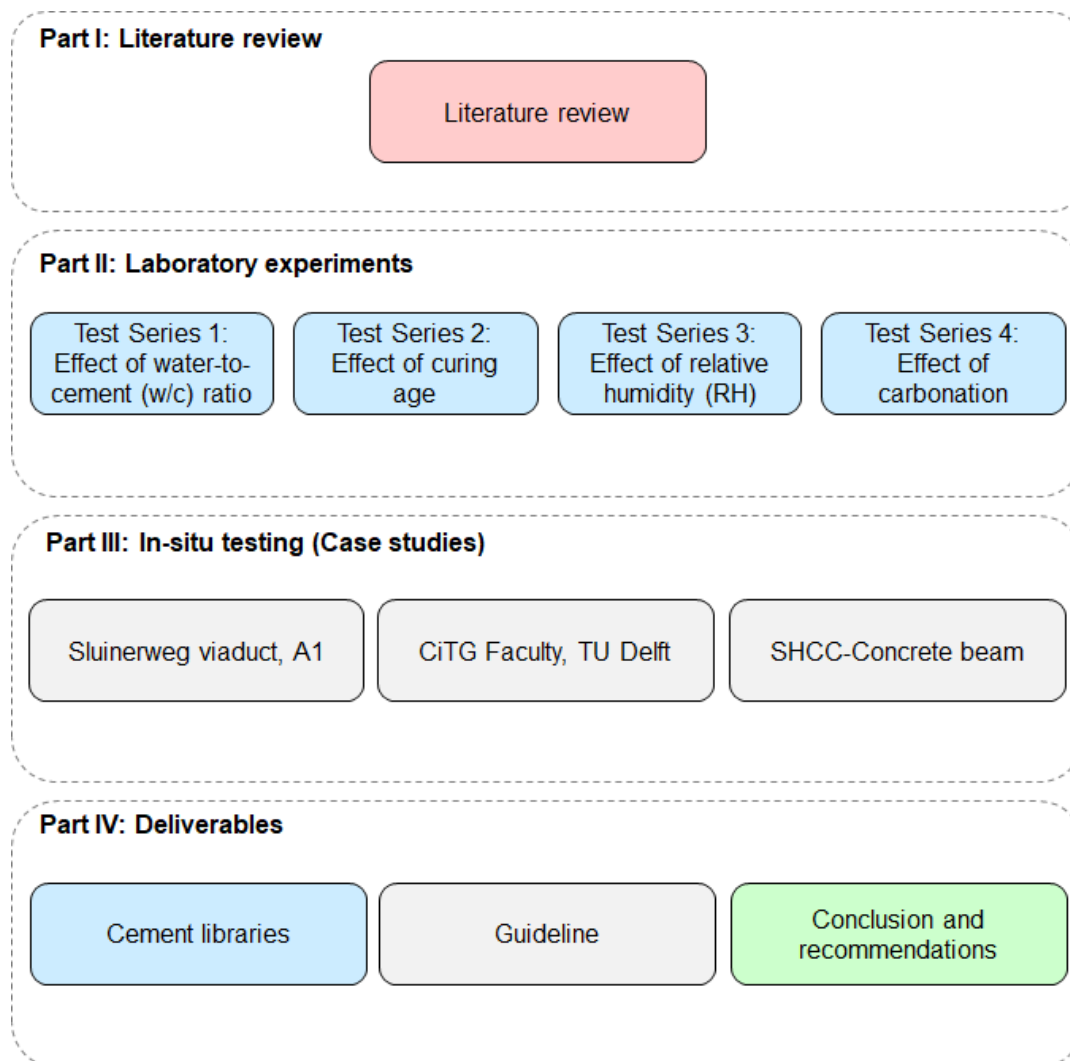 Part I: Literature review
Literature review
Part II: Laboratory experiments
Test Series 1:
Effect of water-to-
cement (w/c) ratio
Test Series 2:
Effect of curing
age
Test Series 3:
Effect of relative
humidity (RH)
Test Series 4:
Effect of
carbonation
Part III: In-situ testing (Case studies)
Sluinerweg viaduct, A1
CiTG Faculty, TU Delft
SHCC-Concrete beam
Part IV: Deliverables
Cement libraries
Guideline
Conclusion and
recommendations